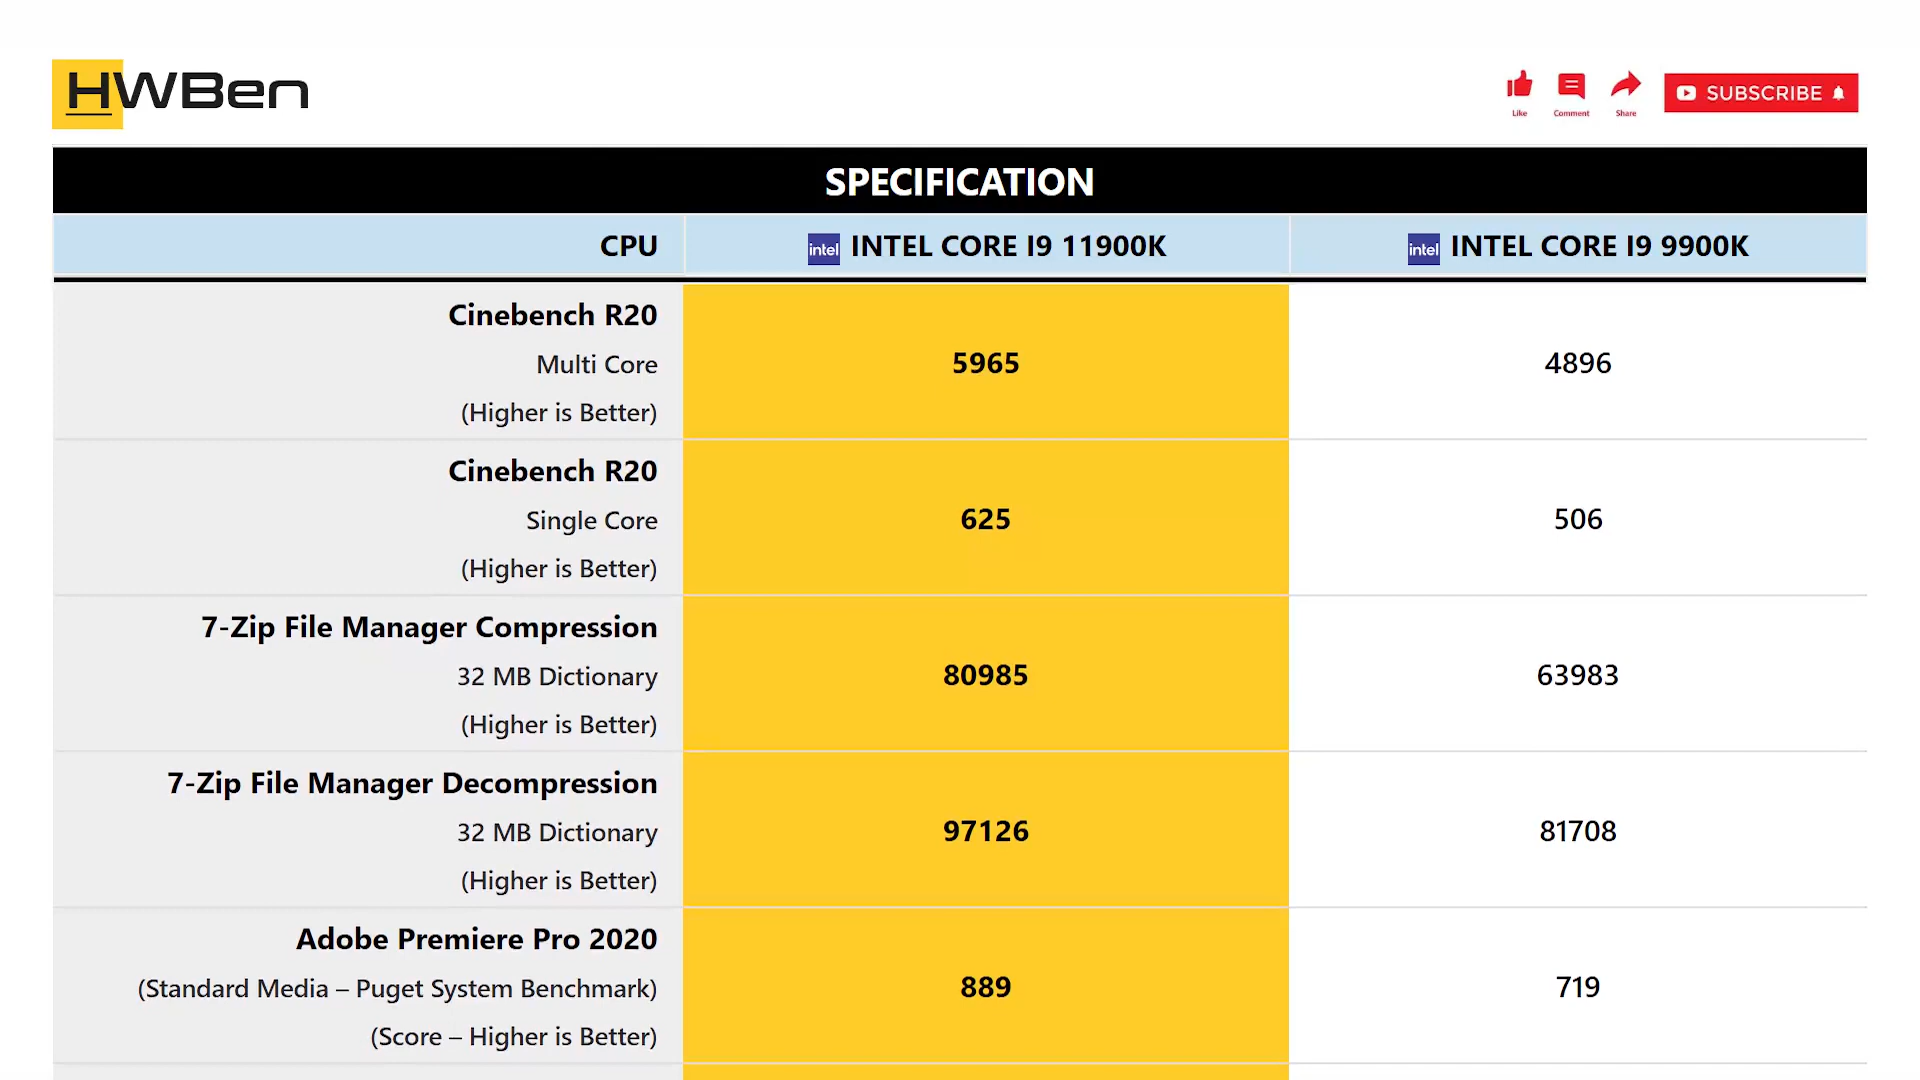 HWBen
Like
Comment
Share
SUBSCRIBE
SPECIFICATION
CPU
intel INTEL CORE I9 11900K
intel INTEL CORE I9 9900K
Cinebench R20
Multi Core
(Higher is Better)
5965
4896
Cinebench R20
Single Core
(Higher is Better)
625
506
7-Zip File Manager Compression
32 MB Dictionary
(Higher is Better)
80985
63983
7-Zip File Manager Decompression
32 MB Dictionary
(Higher is Better)
97126
81708
Adobe Premiere Pro 2020
(Standard Media – Puget System Benchmark)
(Score – Higher is Better)
889
719